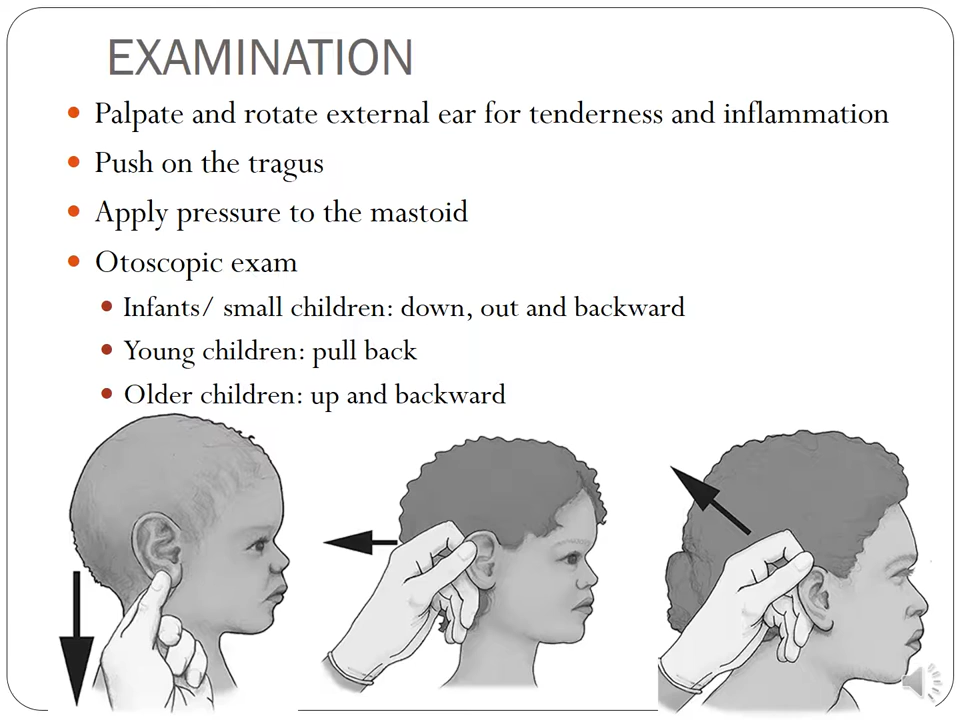 EXAMINATION
Palpate and rotate external ear for tenderness and inflammation
Push on the tragus
Apply pressure to the mastoid
Otoscopic exam
Infants/ small children: down, out and backward
Young children: pull back
Older children: up and backward